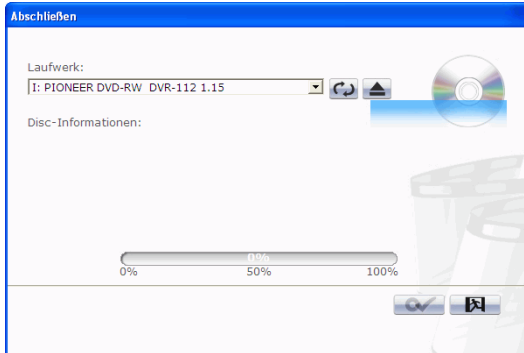 Abschließen
Laufwerk:
I: PIONEER DVD-RW DVR-112 1.15
Disc-Informationen:
0%
0% 50% 100%